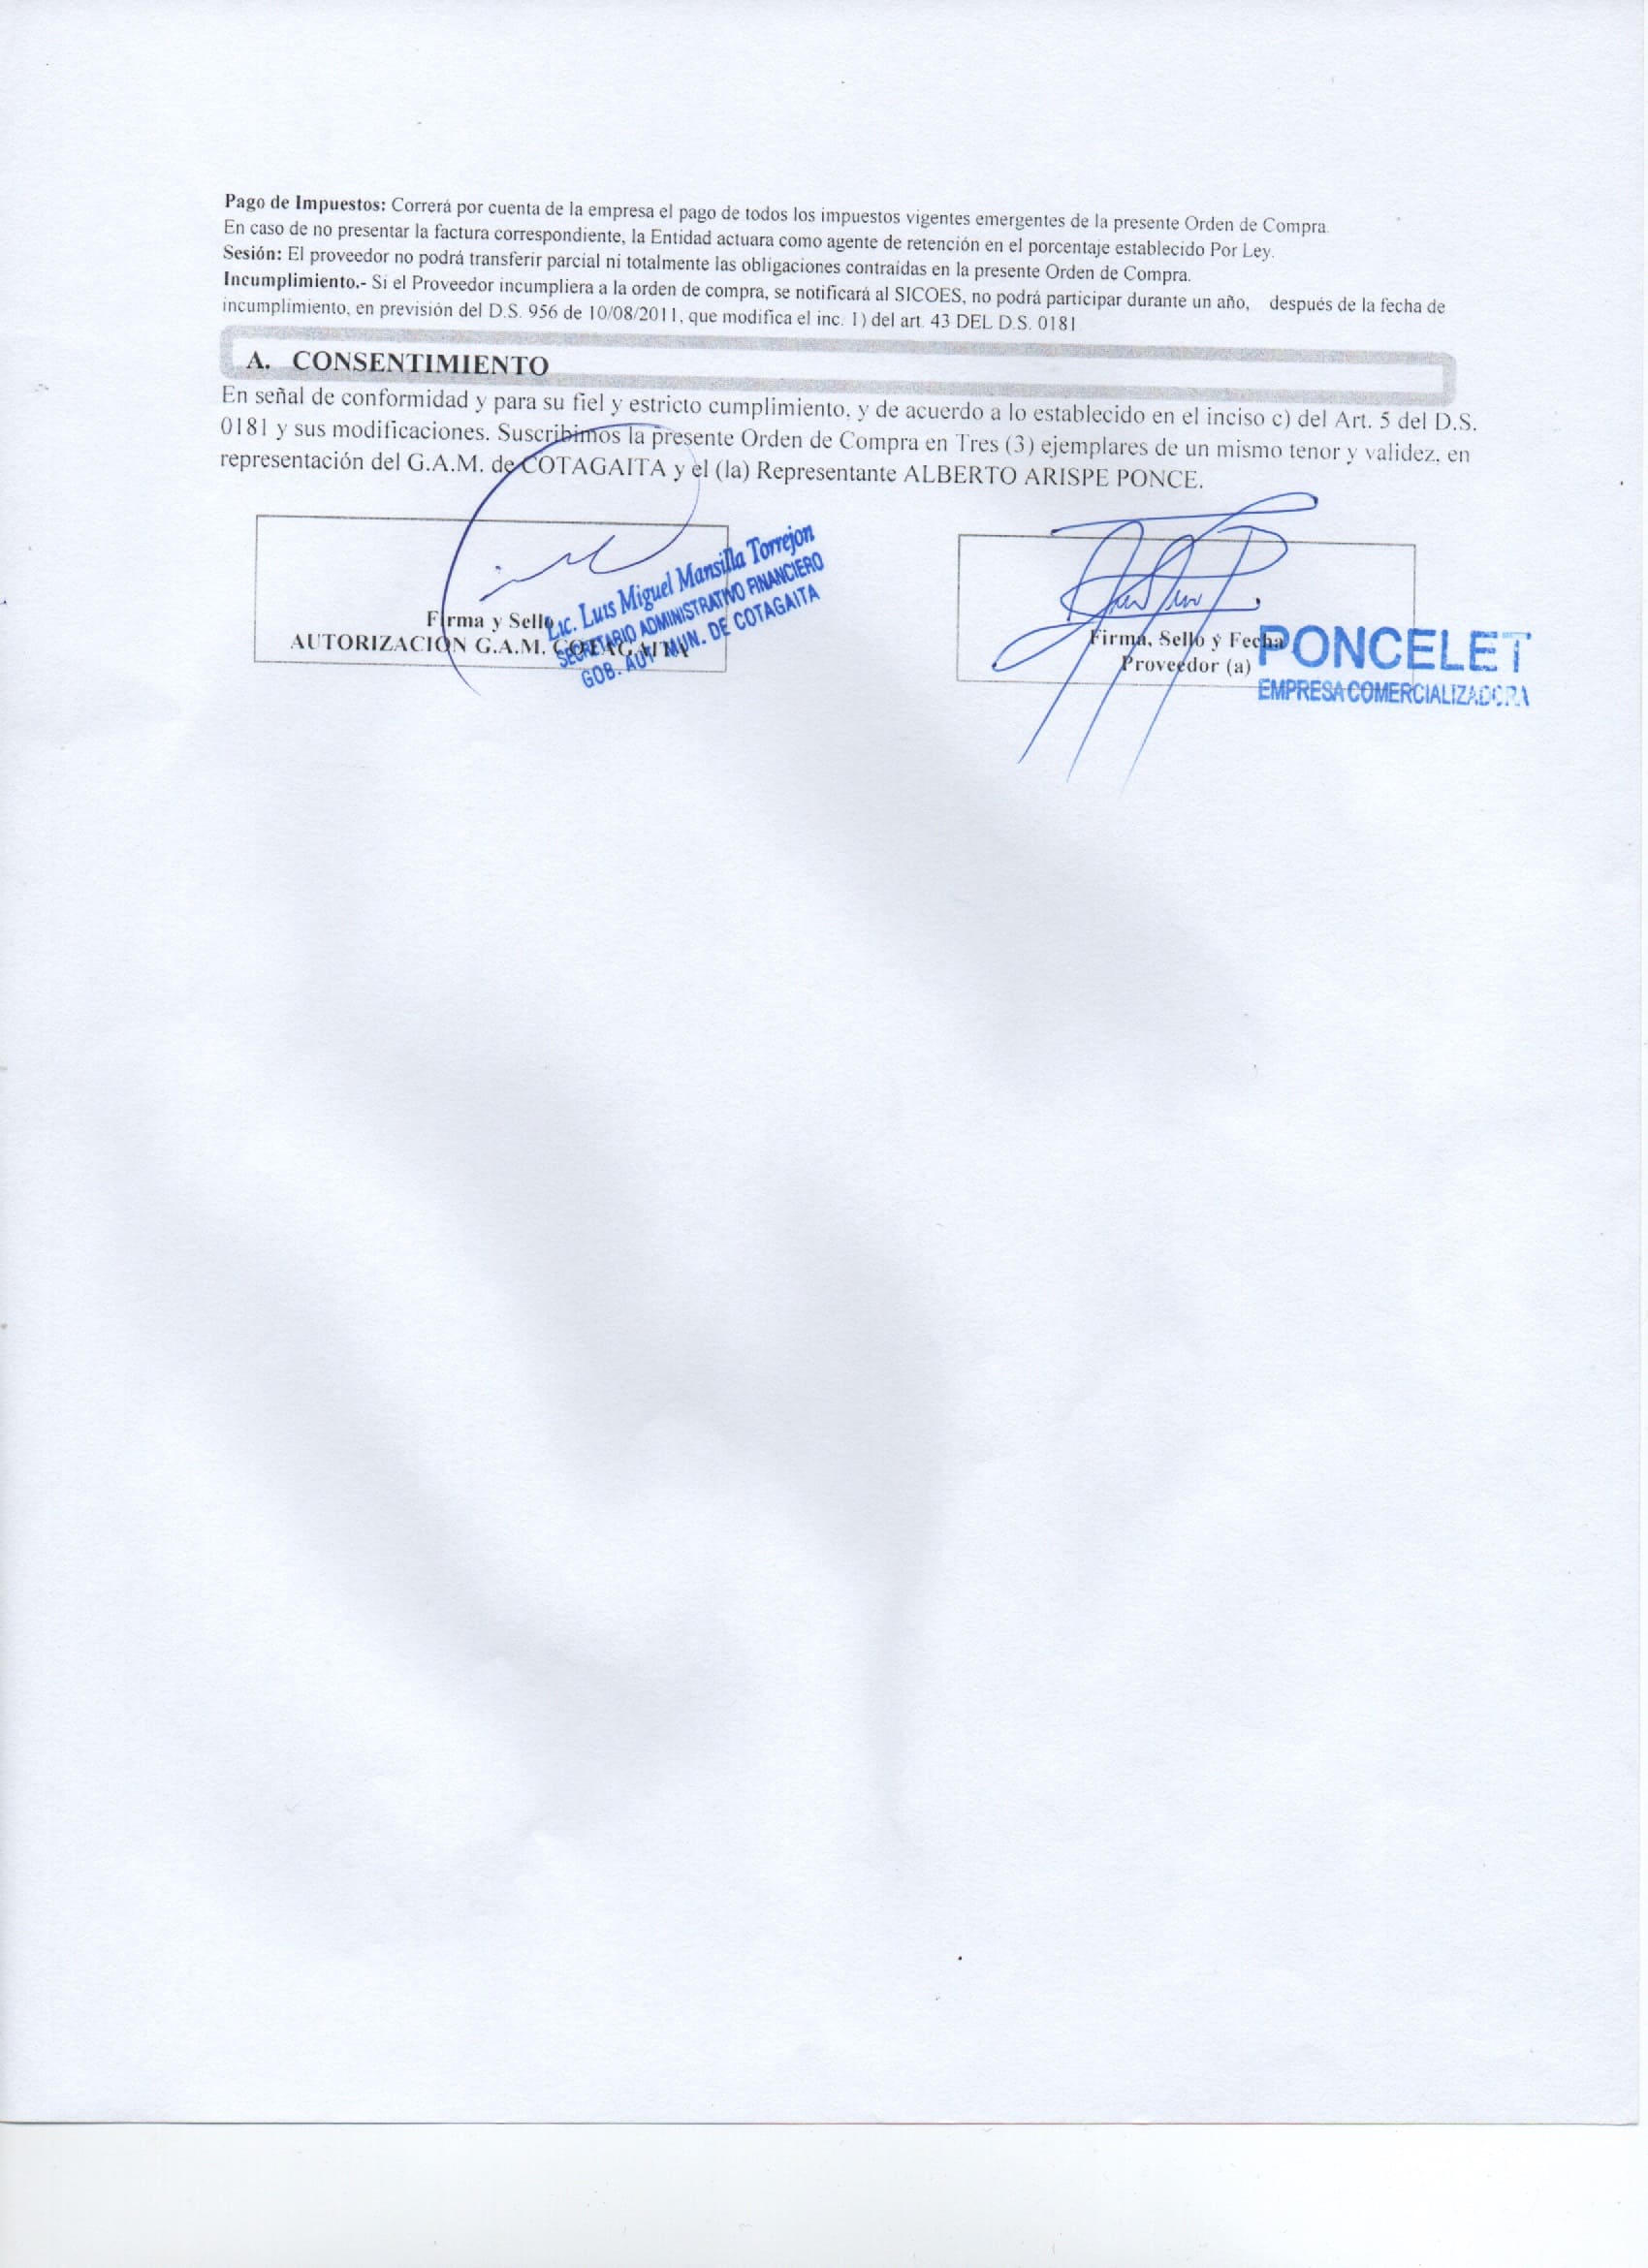 Pago de Impuestos: Correrá por cuenta de la empresa el pago de todos los impuestos vigentes emergentes de la presente Orden de Compra.
En caso de no presentar la factura correspondiente, la Entidad actuara como agente de retención en el porcentaje establecido Por Ley.
Sesión: El proveedor no podrá transferir parcial ni totalmente las obligaciones contraídas en la presente Orden de Compra.
Incumplimiento.- Si el Proveedor incumpliera a la orden de compra, se notificará al SICOES, no podrá participar durante un año, después de la fecha de
incumplimiento, en previsión del D.S. 956 de 10/08/2011, que modifica el inc. 1) del art. 43 DEL D.S. 0181
A. CONSENTIMIENTO
En señal de conformidad y para su fiel y estricto cumplimiento, y de acuerdo a lo establecido en el inciso c) del Art. 5 del D.S.
0181 y sus modificaciones. Suscribimos la presente Orden de Compra en Tres (3) ejemplares de un mismo tenor y validez, en
representación del G.A.M. de COTAGAITA y el (la) Representante ALBERTO ARISPE PONCE.
Firma y Sello
AUTORIZACIÓN G.A.M. COTAGAITA
Lic. Luis Miguel Mansilla Torrejon
SECRETARIO ADMINISTRATIVO FINANCIERO
GOB. AUT. MUN. DE COTAGAITA
Firma, Sello y Fecha
Proveedor (a)
PONCELET
EMPRESA COMERCIALIZADORA